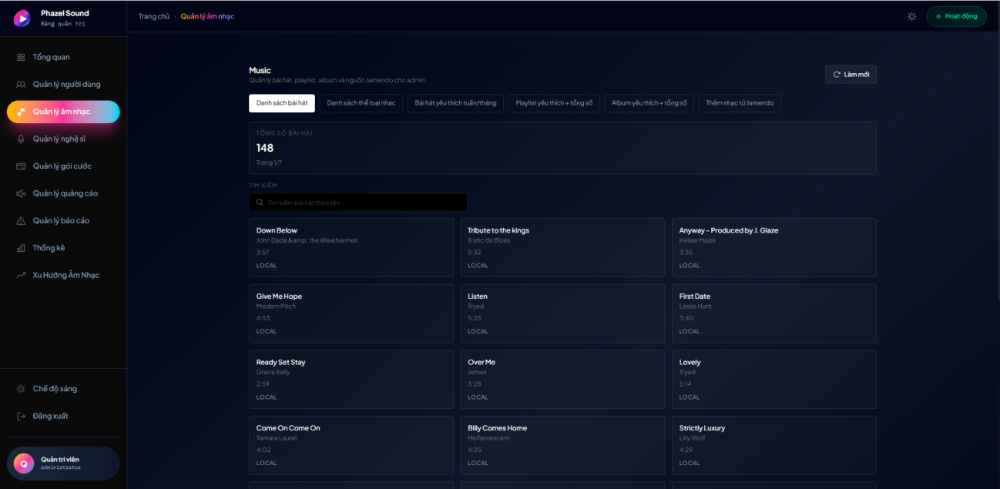 Phazel Sound
Bảng quản trị
Trang chủ › Quản lý âm nhạc
Hoạt động
Tổng quan
Quản lý người dùng
Quản lý âm nhạc
Quản lý nghệ sĩ
Quản lý gói cước
Quản lý quảng cáo
Quản lý báo cáo
Thống kê
Xu Hướng Âm Nhạc
Chế độ sáng
Đăng xuất
Q
Quản trị viên
Administrator
Music
Quản lý bài hát, playlist, album và nguồn Jamendo cho admin.
Làm mới
Danh sách bài hát
Danh sách thể loại nhạc
Bài hát yêu thích tuần/tháng
Playlist yêu thích + tổng số
Album yêu thích + tổng số
Thêm nhạc từ Jamendo
TỔNG SỐ BÀI HÁT
148
Trang 1/7
TÌM KIẾM
Tìm kiếm bài hát theo tên...
Down Below
John Dada &amp; the Weathermen
3:57
LOCAL
Tribute to the kings
Trafic de Blues
5:32
LOCAL
Anyway - Produced by J. Glaze
Kellee Maize
3:35
LOCAL
Give Me Hope
Modern Pitch
4:53
LOCAL
Listen
Tryad
5:25
LOCAL
First Date
Leslie Hunt
3:40
LOCAL
Ready Set Stay
Grace Kelly
2:59
LOCAL
Over Me
Jemex
3:28
LOCAL
Lovely
Tryad
5:14
LOCAL
Come On Come On
Tamara Laurel
4:02
LOCAL
Billy Comes Home
Heifervescent
4:25
LOCAL
Strictly Luxury
Lilly Wolf
4:29
LOCAL